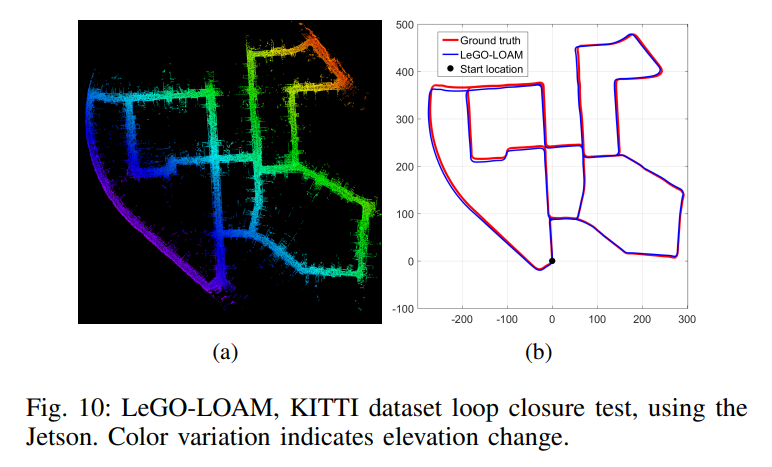 500
400
300
200
100
0
-100
-200
-100
0
100
200
300
Ground truth
LeGO-LOAM
Start location
(a)
(b)
Fig. 10: LeGO-LOAM, KITTI dataset loop closure test, using the
Jetson. Color variation indicates elevation change.